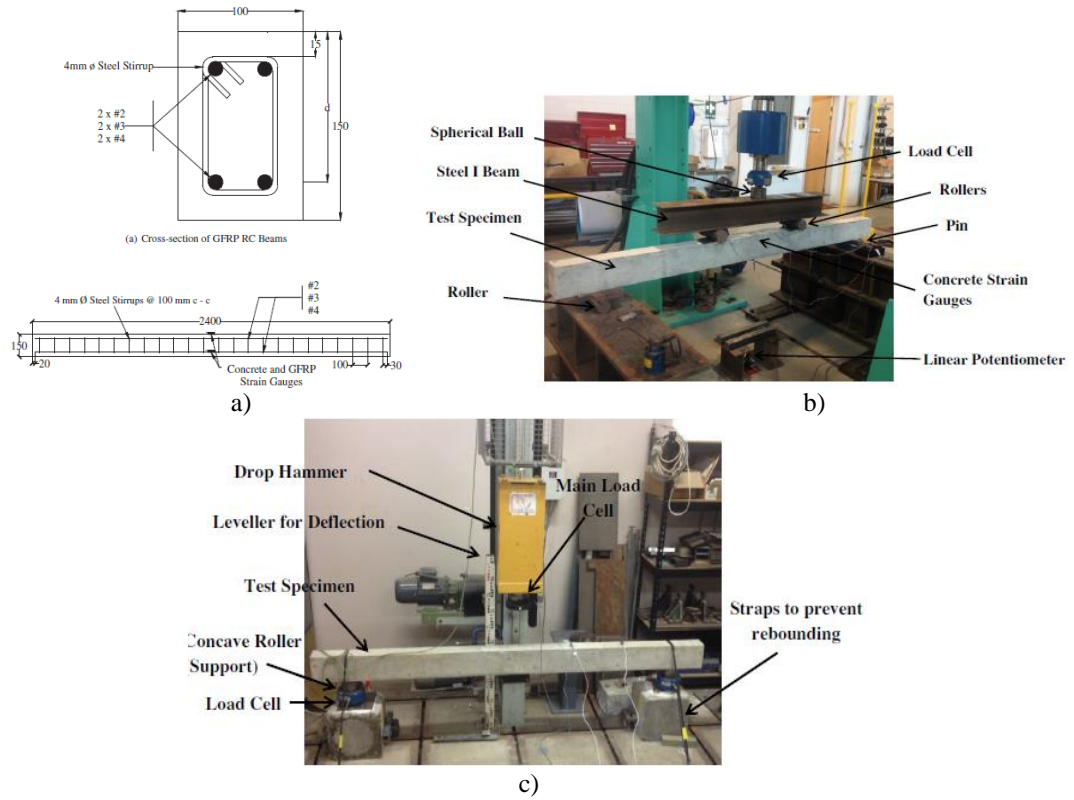 100
15
4mm ø Steel Stirrup
d
2 x #2
2 x #3
2 x #4
150
(a) Cross-section of GFRP RC Beams
4 mm Ø Steel Stirrups @ 100 mm c - c
#2
#3
#4
2400
150
20
Concrete and GFRP
Strain Gauges
100
30
a)
Spherical Ball
Load Cell
Steel I Beam
Rollers
Test Specimen
Pin
Roller
Concrete Strain
Gauges
Linear Potentiometer
b)
Drop Hammer
Main Load
Cell
Leveller for Deflection
Test Specimen
Straps to prevent
rebounding
Concave Roller
Support)
Load Cell
c)